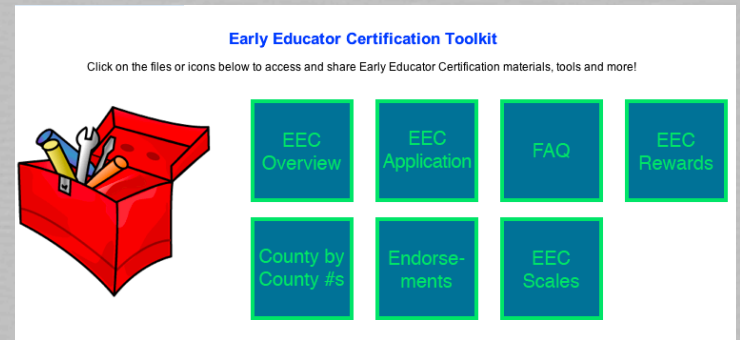 Early Educator Certification Toolkit
Click on the files or icons below to access and share Early Educator Certification materials, tools and more!
EEC
Overview
EEC
Application
FAQ
EEC
Rewards
County by
County #s
Endorse-
ments
EEC
Scales